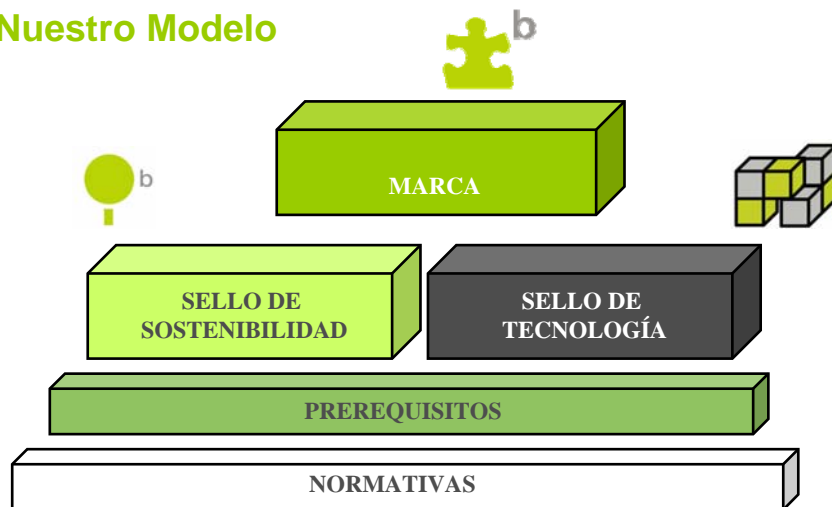 Nuestro Modelo
b
MARCA
b
SELLO DE
SOSTENIBILIDAD
SELLO DE
TECNOLOGÍA
PREREQUISITOS
NORMATIVAS